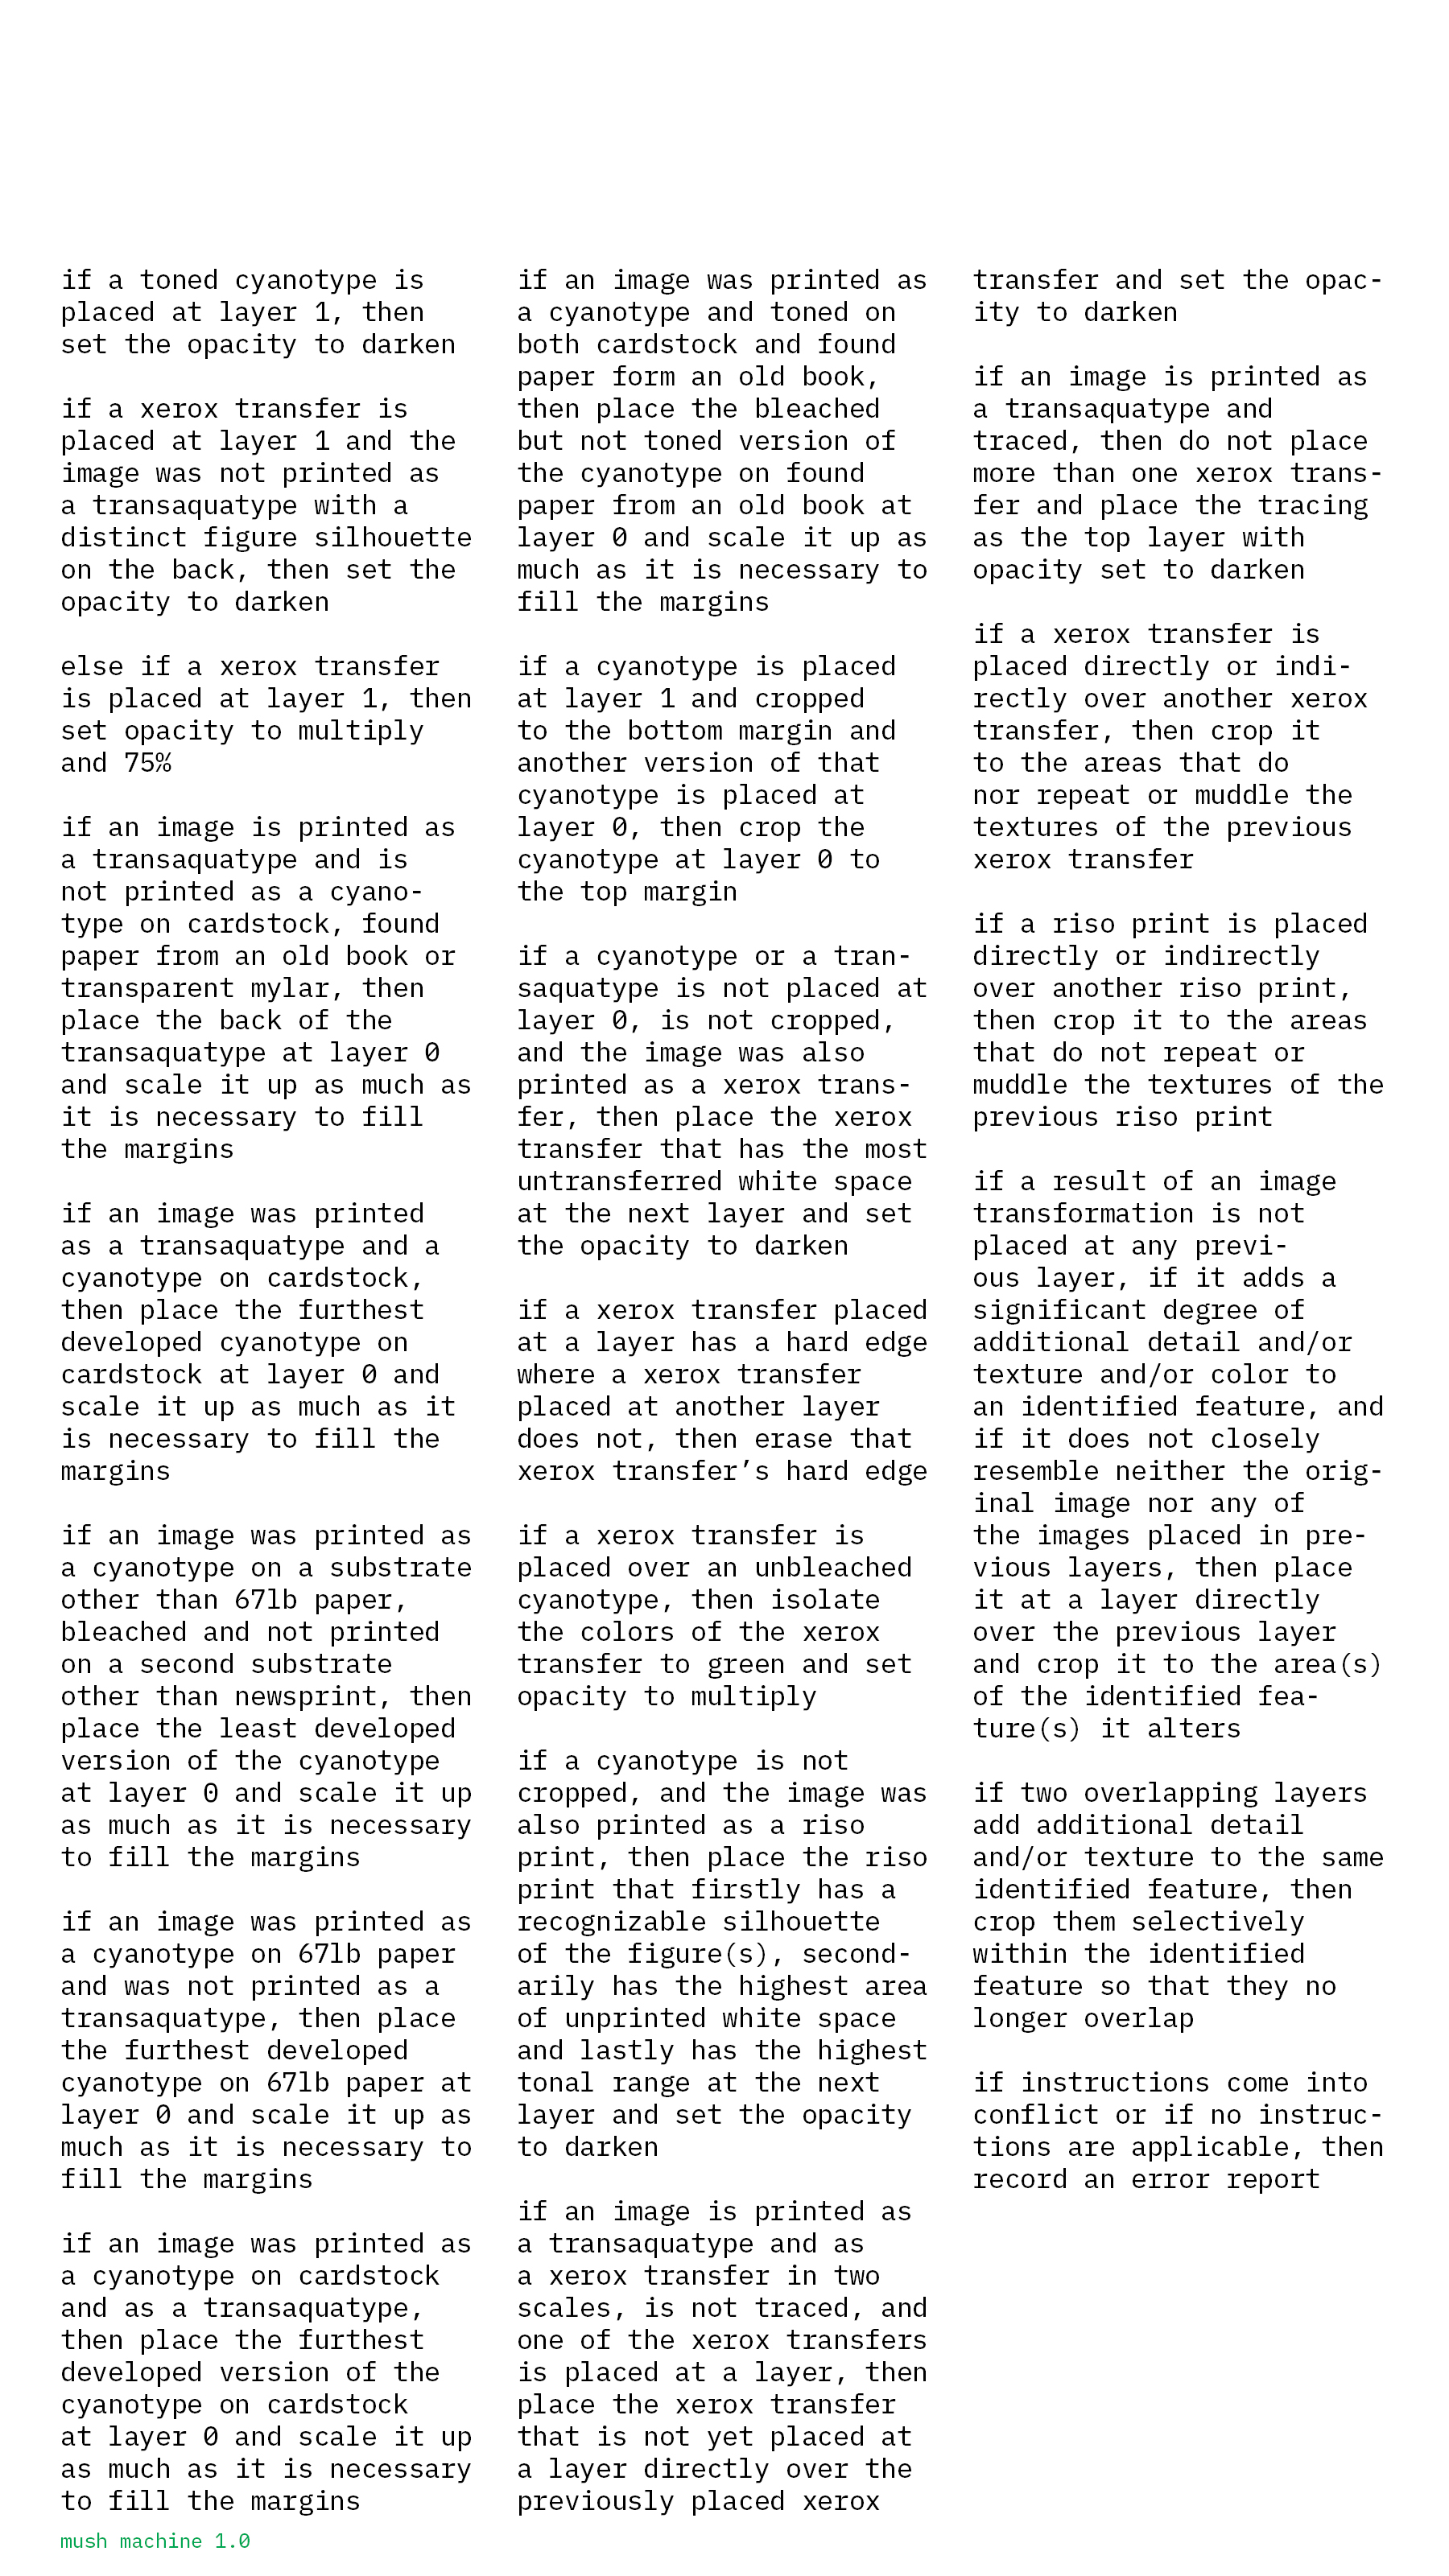 if a toned cyanotype is
placed at layer 1, then
set the opacity to darken
if a xerox transfer is
placed at layer 1 and the
image was not printed as
a transaquatype with a
distinct figure silhouette
on the back, then set the
opacity to darken
else if a xerox transfer
is placed at layer 1, then
set opacity to multiply
and 75%
if an image is printed as
a transaquatype and is
not printed as a cyano-
type on cardstock, found
paper from an old book or
transparent mylar, then
place the back of the
transaquatype at layer 0
and scale it up as much as
it is necessary to fill
the margins
if an image was printed
as a transaquatype and a
cyanotype on cardstock,
then place the furthest
developed cyanotype on
cardstock at layer 0 and
scale it up as much as it
is necessary to fill the
margins
if an image was printed as
a cyanotype on a substrate
other than 67lb paper,
bleached and not printed
on a second substrate
other than newsprint, then
place the least developed
version of the cyanotype
at layer 0 and scale it up
as much as it is necessary
to fill the margins
if an image was printed as
a cyanotype on 67lb paper
and was not printed as a
transaquatype, then place
the furthest developed
cyanotype on 67lb paper at
layer 0 and scale it up as
much as it is necessary to
fill the margins
if an image was printed as
a cyanotype on cardstock
and as a transaquatype,
then place the furthest
developed version of the
cyanotype on cardstock
at layer 0 and scale it up
as much as it is necessary
to fill the margins
if an image was printed as
a cyanotype and toned on
both cardstock and found
paper form an old book,
then place the bleached
but not toned version of
the cyanotype on found
paper from an old book at
layer 0 and scale it up as
much as it is necessary to
fill the margins
if a cyanotype is placed
at layer 1 and cropped
to the bottom margin and
another version of that
cyanotype is placed at
layer 0, then crop the
cyanotype at layer 0 to
the top margin
if a cyanotype or a tran-
saquatype is not placed at
layer 0, is not cropped,
and the image was also
printed as a xerox trans-
fer, then place the xerox
transfer that has the most
untransferred white space
at the next layer and set
the opacity to darken
if a xerox transfer placed
at a layer has a hard edge
where a xerox transfer
placed at another layer
does not, then erase that
xerox transfer’s hard edge
if a xerox transfer is
placed over an unbleached
cyanotype, then isolate
the colors of the xerox
transfer to green and set
opacity to multiply
if a cyanotype is not
cropped, and the image was
also printed as a riso
print, then place the riso
print that firstly has a
recognizable silhouette
of the figure(s), second-
arily has the highest area
of unprinted white space
and lastly has the highest
tonal range at the next
layer and set the opacity
to darken
if an image is printed as
a transaquatype and as
a xerox transfer in two
scales, is not traced, and
one of the xerox transfers
is placed at a layer, then
place the xerox transfer
that is not yet placed at
a layer directly over the
previously placed xerox
transfer and set the opac-
ity to darken
if an image is printed as
a transaquatype and
traced, then do not place
more than one xerox trans-
fer and place the tracing
as the top layer with
opacity set to darken
if a xerox transfer is
placed directly or indi-
rectly over another xerox
transfer, then crop it
to the areas that do
nor repeat or muddle the
textures of the previous
xerox transfer
if a riso print is placed
directly or indirectly
over another riso print,
then crop it to the areas
that do not repeat or
muddle the textures of the
previous riso print
if a result of an image
transformation is not
placed at any previ-
ous layer, if it adds a
significant degree of
additional detail and/or
texture and/or color to
an identified feature, and
if it does not closely
resemble neither the orig-
inal image nor any of
the images placed in pre-
vious layers, then place
it at a layer directly
over the previous layer
and crop it to the area(s)
of the identified fea-
ture(s) it alters
if two overlapping layers
add additional detail
and/or texture to the same
identified feature, then
crop them selectively
within the identified
feature so that they no
longer overlap
if instructions come into
conflict or if no instruc-
tions are applicable, then
record an error report
mush machine 1.0